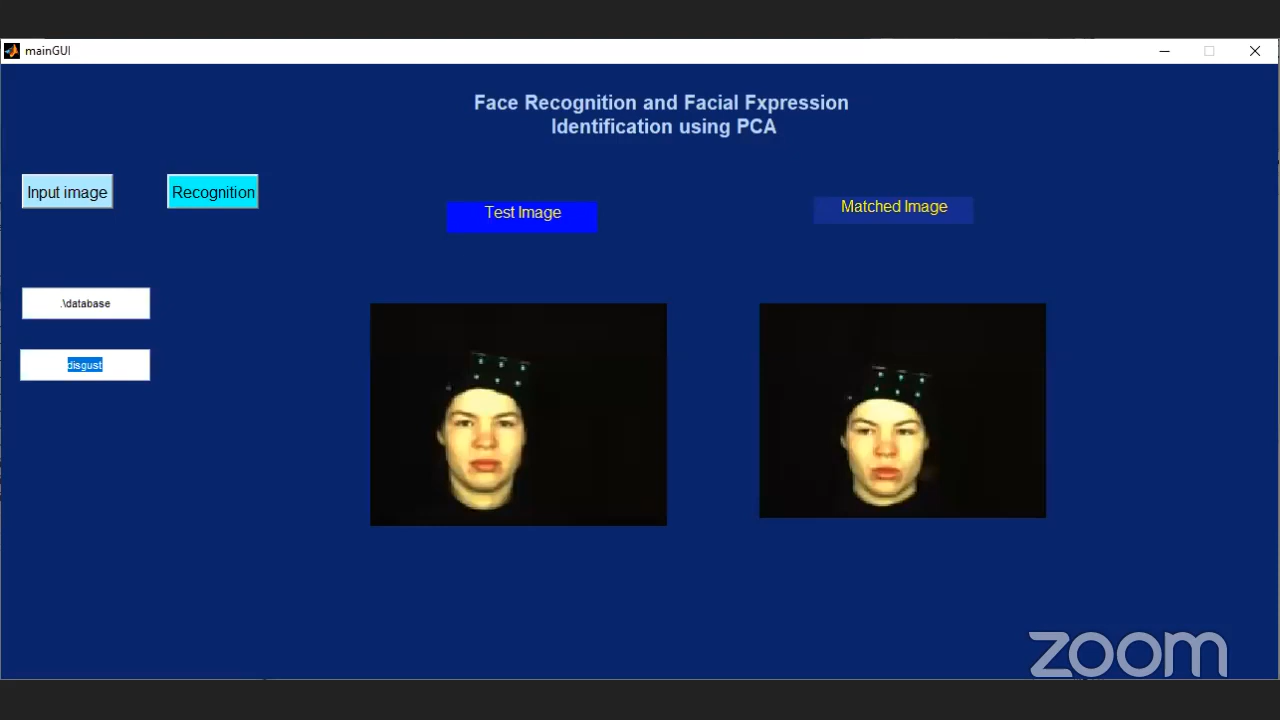 mainGUI
Face Recognition and Facial Fxpression
Identification using PCA
Input image
Recognition
Test Image
Matched Image
.\database
disgust
zoom